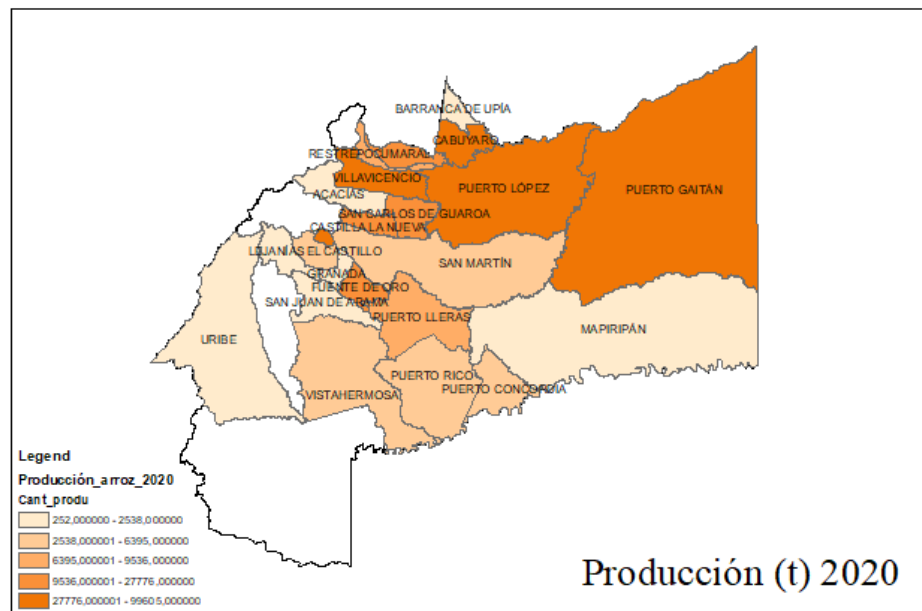 BARRANCA DE UPÍA
CABUYARO
RESTREPO CUMARAL
VILLAVICENCIO
PUERTO LÓPEZ
PUERTO GAITÁN
ACACÍAS
SAN CARLOS DE GUAROA
CASTILLA LA NUEVA
LEJANÍAS EL CASTILLO
SAN MARTÍN
GRANADA
FUENTE DE ORO
SAN JUAN DE ARAMA
PUERTO LLERAS
MAPIRIPÁN
URIBE
PUERTO RICO
PUERTO CONCORDIA
VISTAHERMOSA
Legend
Producción_arroz_2020
Cant_produ
252,000000 - 2538,000000
2538,000001 - 6395,000000
6395,000001 - 9536,000000
9536,000001 - 27776,000000
27776,000001 - 99605,000000
Producción (t) 2020